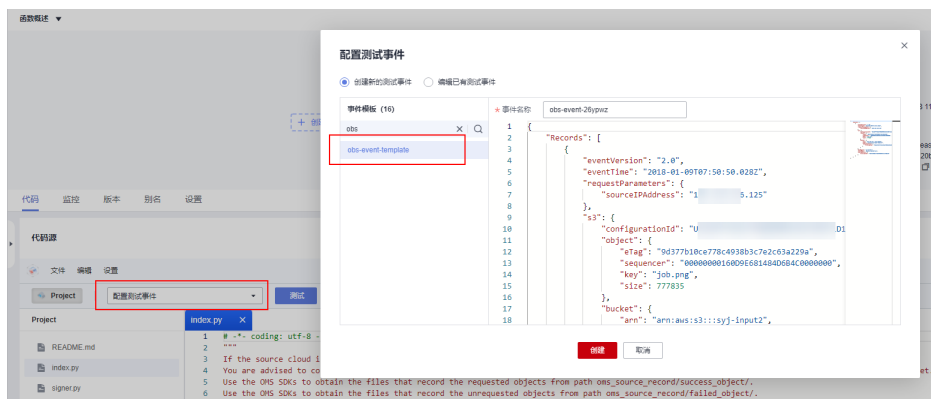 函数概述 ▼
配置测试事件
创建新的测试事件 编辑已有测试事件
事件模板 (16)
obs
obs-event-template
* 事件名称 obs-event-26ypwz
1 {
2 "Records": [
3 {
4 "eventVersion": "2.0",
5 "eventTime": "2018-01-09T07:50:50.028Z",
6 "requestParameters": {
7 "sourceIPAddress": "1 6.125"
8 },
9 "s3": {
10 "configurationId": "U D1
11 "object": {
12 "eTag": "9d377b10ce778c4938b3c7e2c63a229a",
13 "sequencer": "00000000160D9E681484D6B4C0000000",
14 "key": "job.png",
15 "size": 777835
16 },
17 "bucket": {
18 "arn": "arn:aws:s3:::syj-input2",
创建 取消
代码 监控 版本 别名 设置
代码源
文件 编辑 设置
Project 配置测试事件 测试
Project
README.md
index.py
signer.py
index.py
1 # -*- coding: utf-8 -
2 """
3 If the source cloud i
4 You are advised to co
5 Use the OMS SDKs to obtain the files that record the requested objects from path oms_source_record/success_object/.
6 Use the OMS SDKs to obtain the files that record the unrequested objects from path oms_source_record/failed_object/.